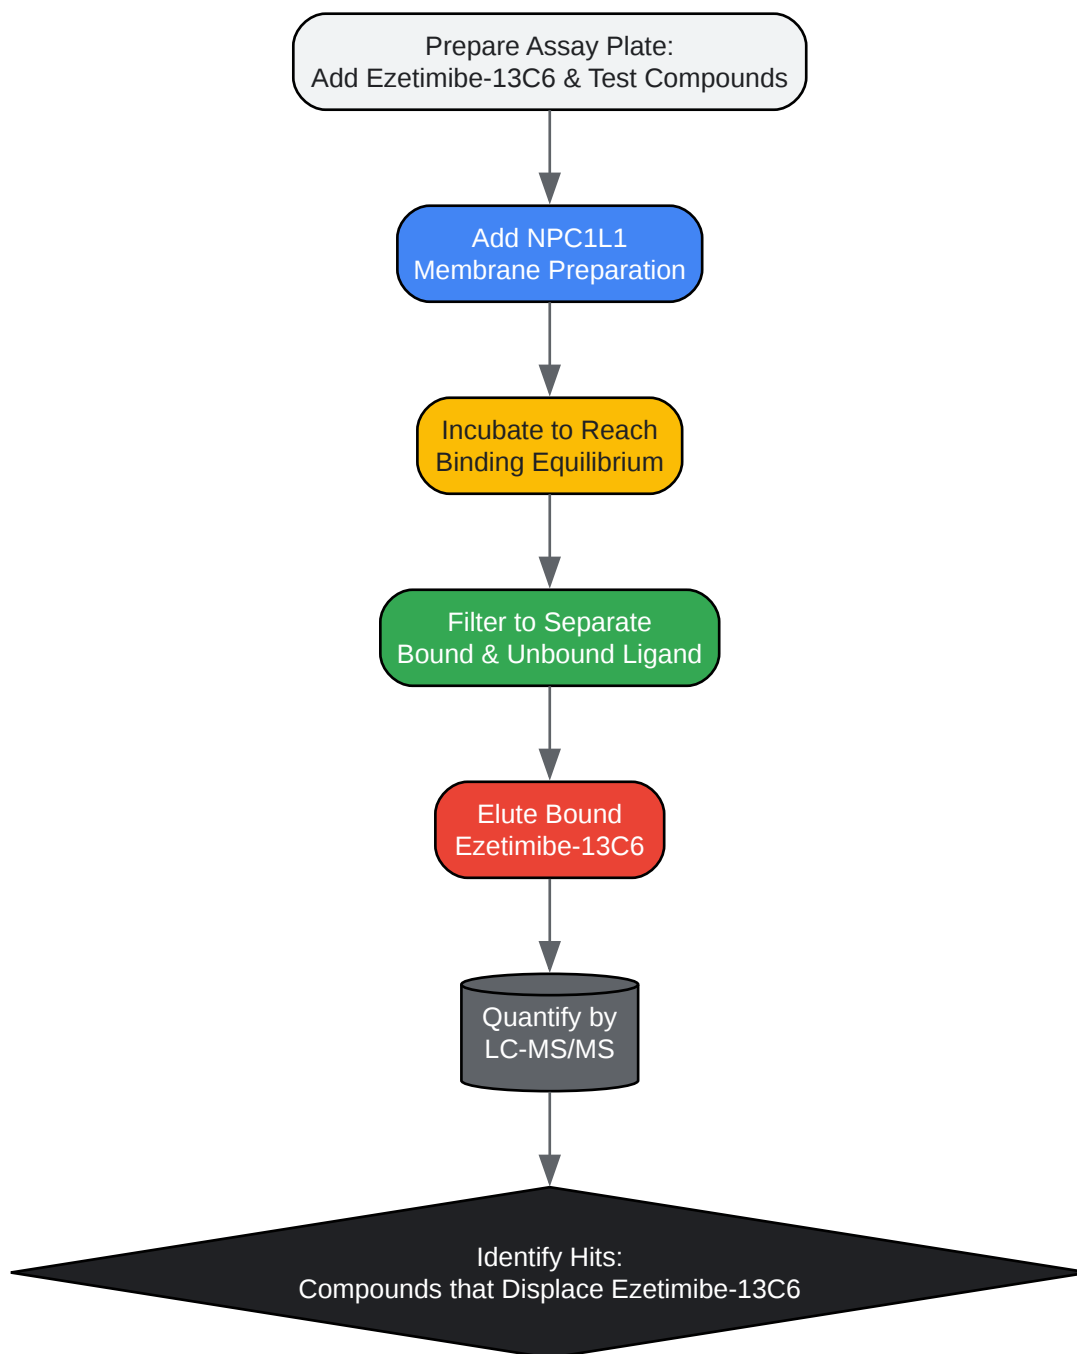 Prepare Assay Plate:
Add Ezetimibe-13C6 & Test Compounds
Add NPC1L1
Membrane Preparation
Incubate to Reach
Binding Equilibrium
Filter to Separate
Bound & Unbound Ligand
Elute Bound
Ezetimibe-13C6
Quantify by
LC-MS/MS
Identify Hits:
Compounds that Displace Ezetimibe-13C6